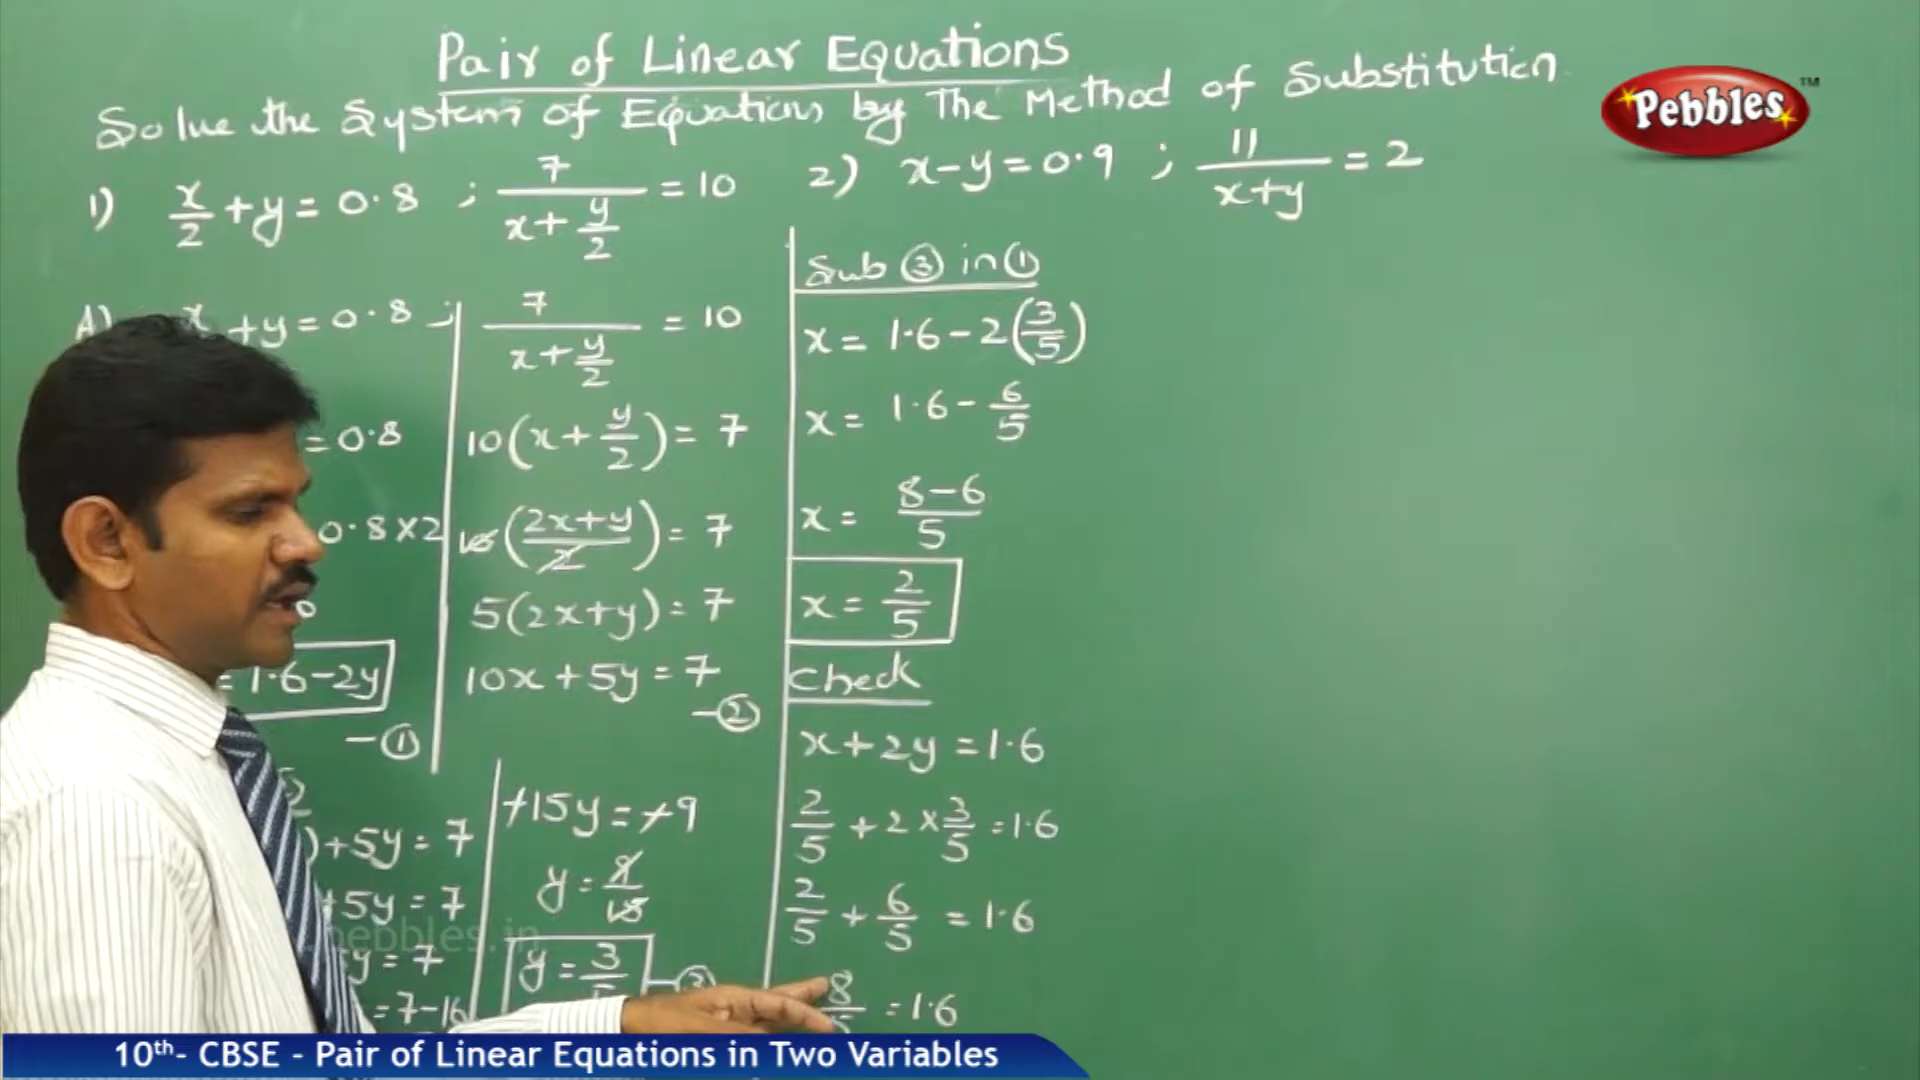 Pair of Linear Equations
Solve the System of Equations by The Method of Substitution
1) x/2 + y = 0.8 ; 7/(x + y/2) = 10
2) x-y = 0.9 ; 11/(x+y) = 2
Pebbles™
A) x + y = 0.8 ;
= 0.8
0.8 × 2
= 1.6 - 2y
- ①
7/(x + y/2) = 10
10(x + y/2) = 7
10((2x+y)/2) = 7
5(2x+y) = 7
10x + 5y = 7
- ②
) + 5y = 7
+ 5y = 7
y = 7
= 7 - 16
+15y = +9
y = 9/15
y = 3
- ③
Sub ③ in ①
x = 1.6 - 2(3/5)
x = 1.6 - 6/5
x = (8-6)/5
x = 2/5
Check
x + 2y = 1.6
2/5 + 2 × 3/5 = 1.6
2/5 + 6/5 = 1.6
8/5 = 1.6
pebbles.in
10th- CBSE - Pair of Linear Equations in Two Variables